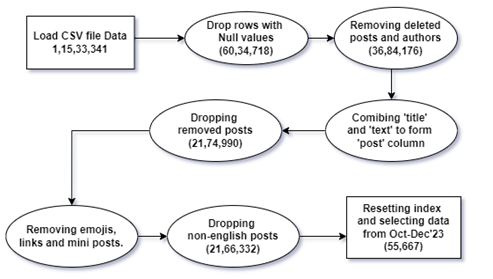 Load CSV file Data
1,15,33,341
Drop rows with
Null values
(60,34,718)
Removing deleted
posts and authors
(36,84,176)
Comibing 'title'
and 'text' to form
'post' column
Dropping
removed posts
(21,74,990)
Removing emojis,
links and mini posts.
Dropping
non-english posts
(21,66,332)
Resetting index
and selecting data
from Oct-Dec'23
(55,667)